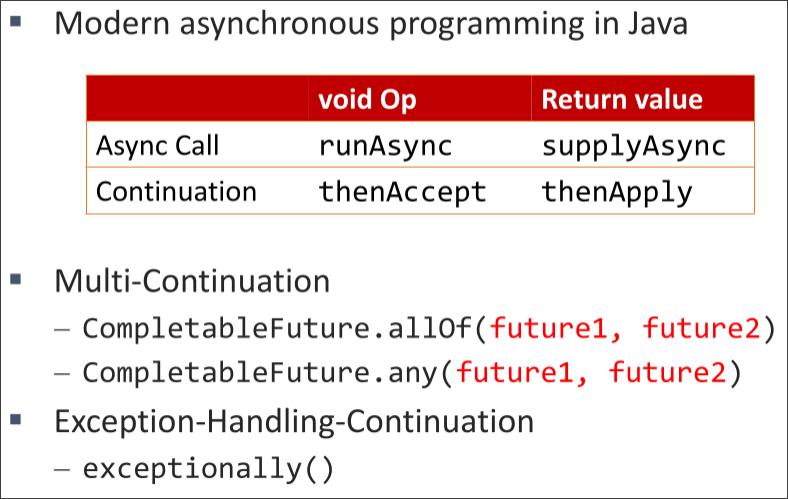 Modern asynchronous programming in Java
void Op Return value
Async Call runAsync supplyAsync
Continuation thenAccept thenApply
Multi-Continuation
– CompletableFuture.allOf(future1, future2)
– CompletableFuture.any(future1, future2)
Exception-Handling-Continuation
– exceptionally()